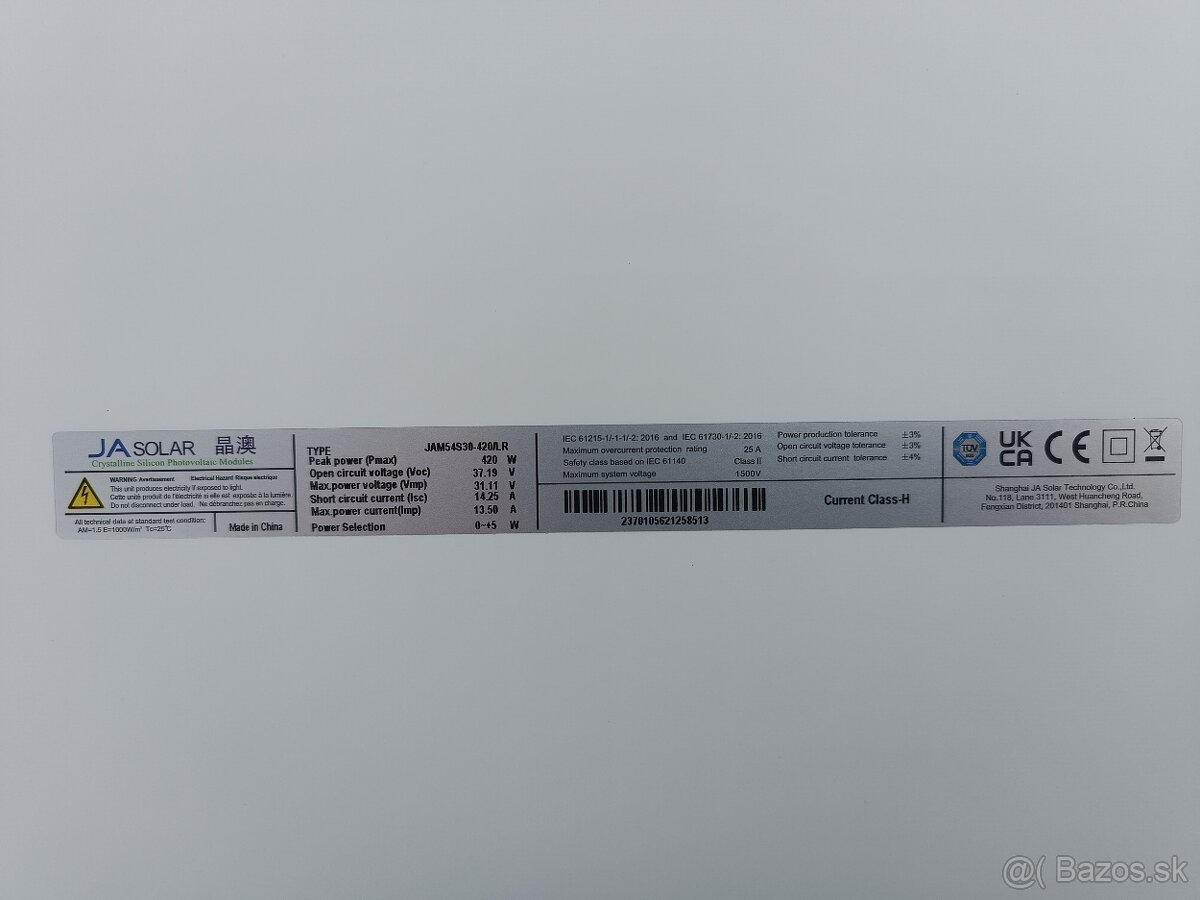 JA SOLAR 晶澳
Crystalline Silicon Photovoltaic Modules
WARNING Avertissement Electrical Hazard Risque électrique
This unit produces electricity if exposed to light.
Cette unité produit de l'électricité si elle est exposée à la lumière.
Do not disconnect under load. Ne débranchez pas en charge.
All technical data at standard test condition:
AM=1.5 E=1000W/m² Tc=25℃
Made in China
TYPE JAM54S30-420/LR
Peak power (Pmax) 420 W
Open circuit voltage (Voc) 37.19 V
Max.power voltage (Vmp) 31.11 V
Short circuit current (Isc) 14.25 A
Max.power current(Imp) 13.50 A
Power Selection 0~+5 W
IEC 61215-1/-1-1/-2: 2016 and IEC 61730-1/-2: 2016
Maximum overcurrent protection rating 25 A
Safety class based on IEC 61140 Class II
Maximum system voltage 1500V
Power production tolerance ±3%
Open circuit voltage tolerance ±3%
Short circuit current tolerance ±4%
2370105621258513
Current Class-H
TÜV
UK
CA
CE
Shanghai JA Solar Technology Co.,Ltd.
No.118, Lane 3111, West Huancheng Road,
Fengxian District, 201401 Shanghai, P.R.China
@( Bazos.sk